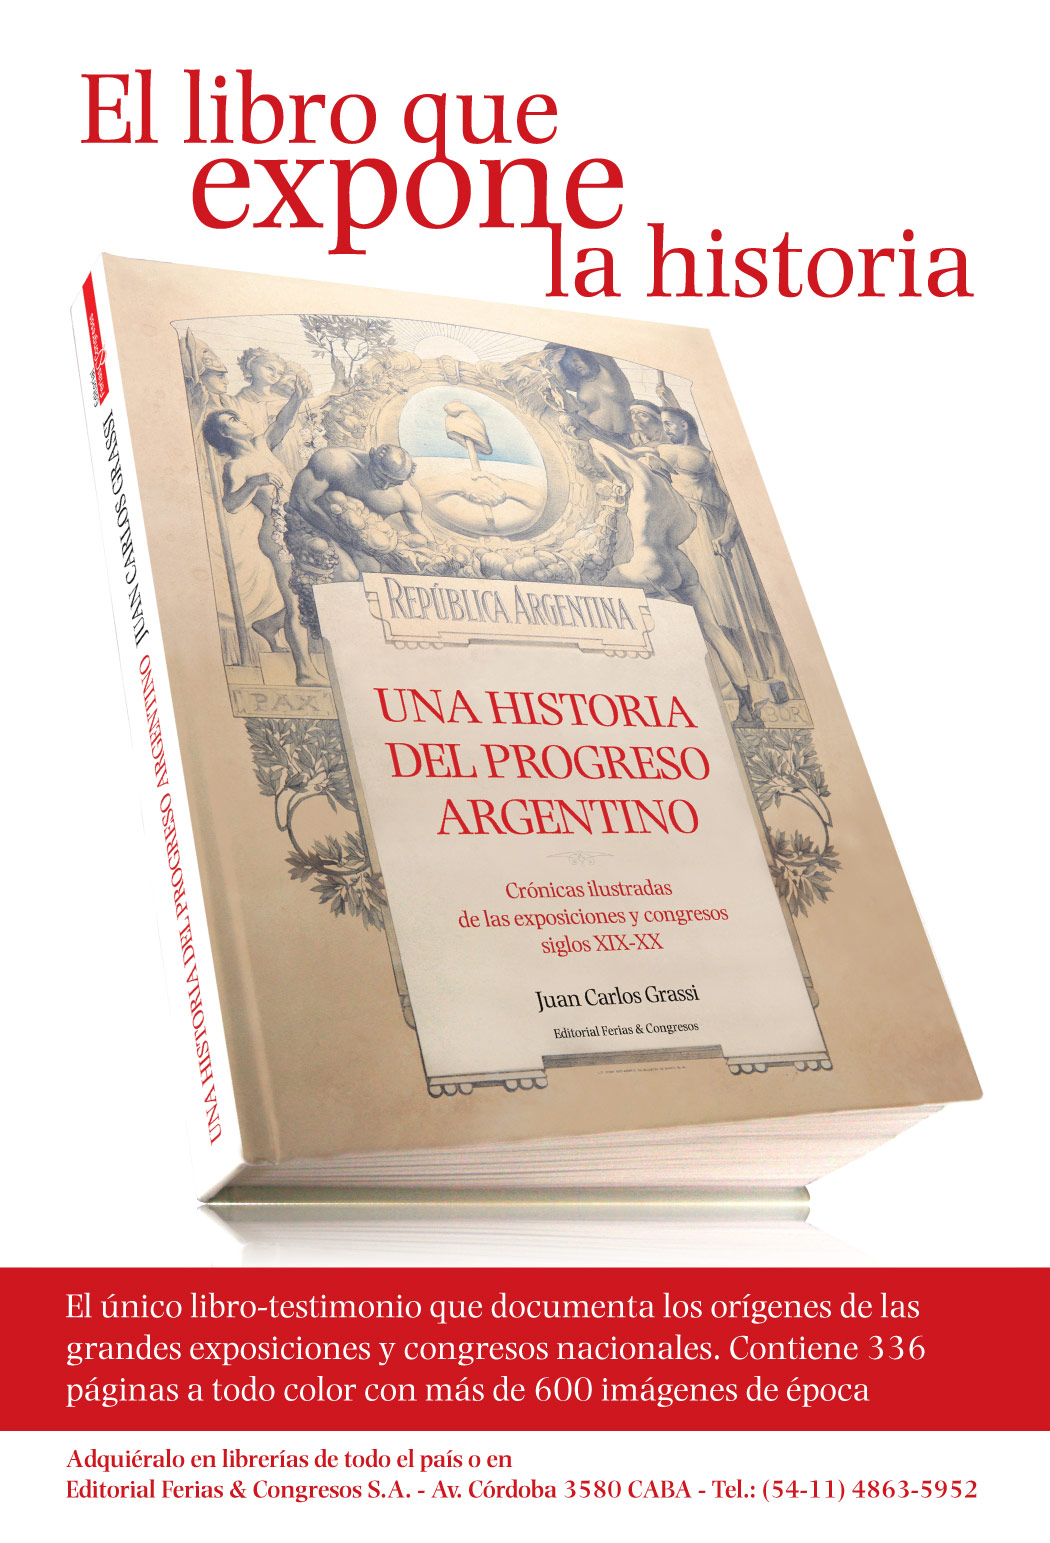 El libro que
expone
la historia
Editorial
Ferias & Congresos
UNA HISTORIA DEL PROGRESO ARGENTINO JUAN CARLOS GRASSI
REPÚBLICA ARGENTINA
PAX
UNA HISTORIA
DEL PROGRESO
ARGENTINO
Crónicas ilustradas
de las exposiciones y congresos
siglos XIX-XX
Juan Carlos Grassi
Editorial Ferias & Congresos
El único libro-testimonio que documenta los orígenes de las
grandes exposiciones y congresos nacionales. Contiene 336
páginas a todo color con más de 600 imágenes de época
Adquiéralo en librerías de todo el país o en
Editorial Ferias & Congresos S.A. - Av. Córdoba 3580 CABA - Tel.: (54-11) 4863-5952